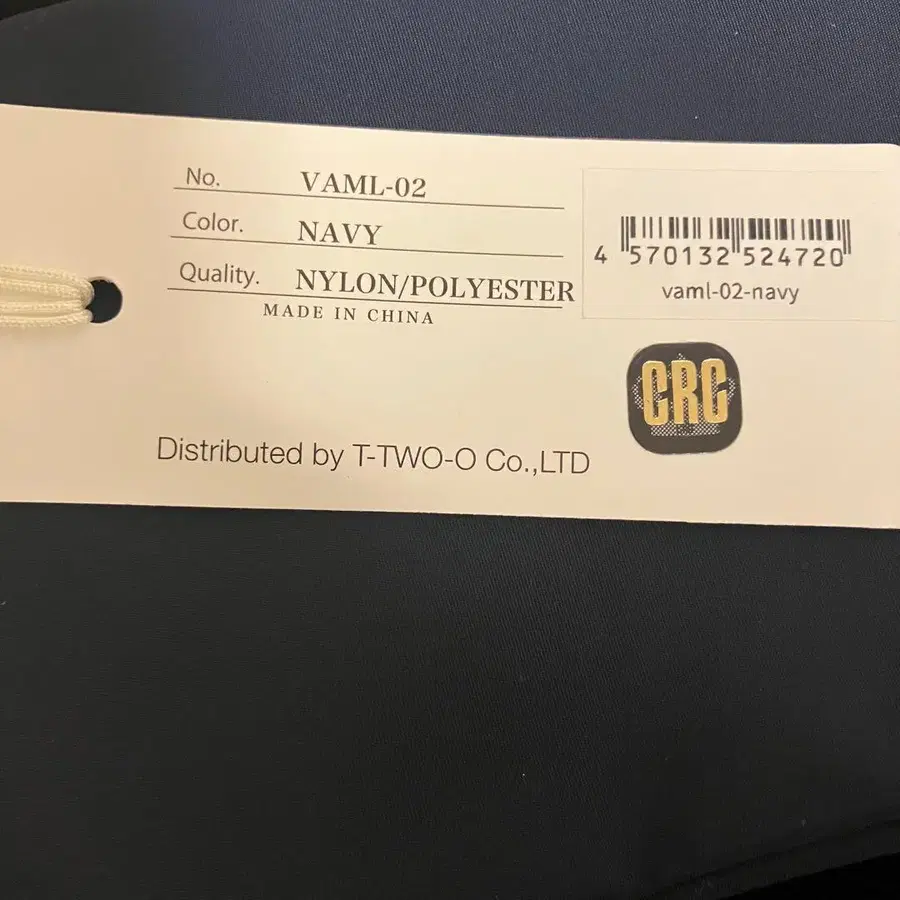 No. VAML-02
Color. NAVY
Quality. NYLON/POLYESTER
MADE IN CHINA
4 570132 524720
vaml-02-navy
CRC
Distributed by T-TWO-O Co.,LTD